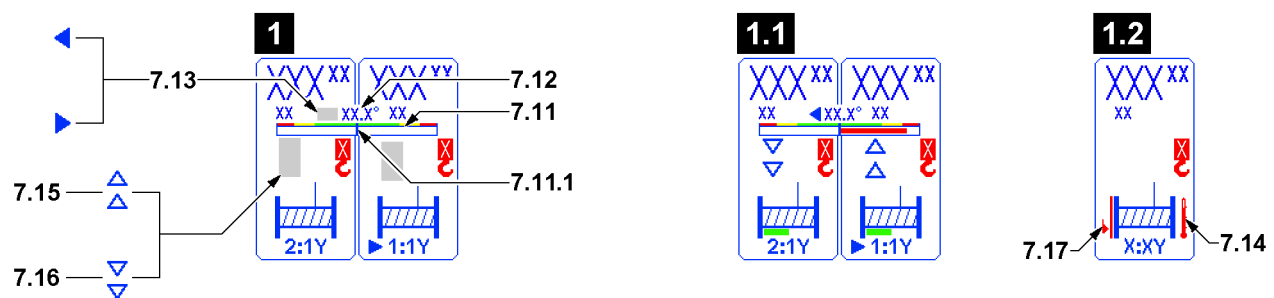 1
1.1
1.2
XXX XX
XXX XX
XXX XX
XXX XX
XXX XX
7.13
7.12
XX
XX.X°
XX
XX
XX.X°
XX
XX
7.11
X
X
X
X
X
7.15
7.11.1
7.16
2:1Y
1:1Y
2:1Y
1:1Y
7.17
X:XY
7.14